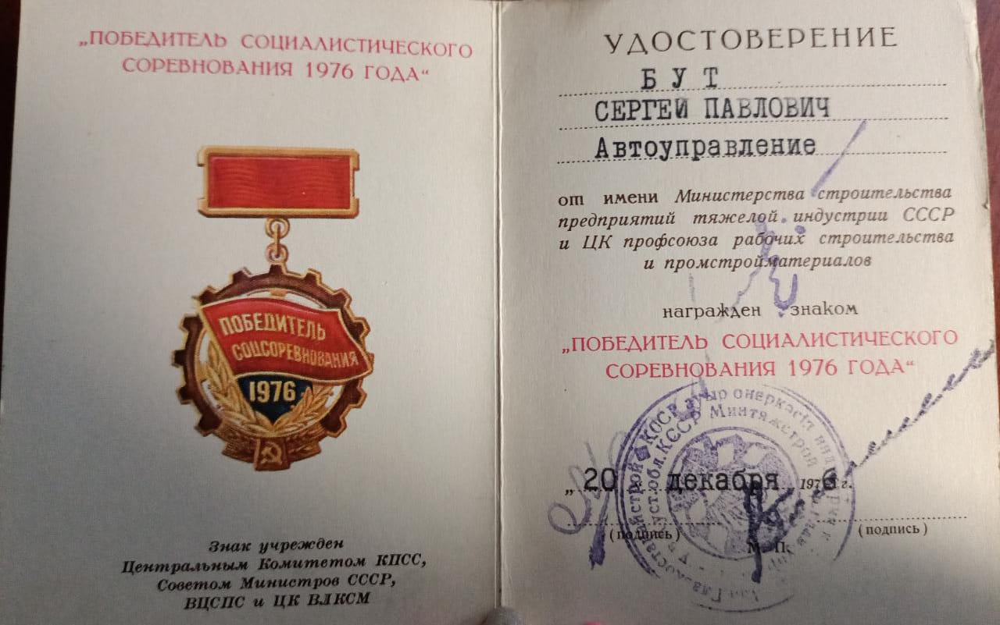 „ПОБЕДИТЕЛЬ СОЦИАЛИСТИЧЕСКОГО
СОРЕВНОВАНИЯ 1976 ГОДА“
ПОБЕДИТЕЛЬ
СОЦСОРЕВНОВАНИЯ
1976
Знак учрежден
Центральным Комитетом КПСС,
Советом Министров СССР,
ВЦСПС и ЦК ВЛКСМ
УДОСТОВЕРЕНИЕ
БУТ
СЕРГЕЙ ПАВЛОВИЧ
Автоуправление
от имени Министерства строительства
предприятий тяжелой индустрии СССР
и ЦК профсоюза рабочих строительства
и промстройматериалов
награжден знаком
„ПОБЕДИТЕЛЬ СОЦИАЛИСТИЧЕСКОГО
СОРЕВНОВАНИЯ 1976 ГОДА“
„20 декабря 1976 г.
(подпись) М. П. (подпись)
КССР Минтяжстрой